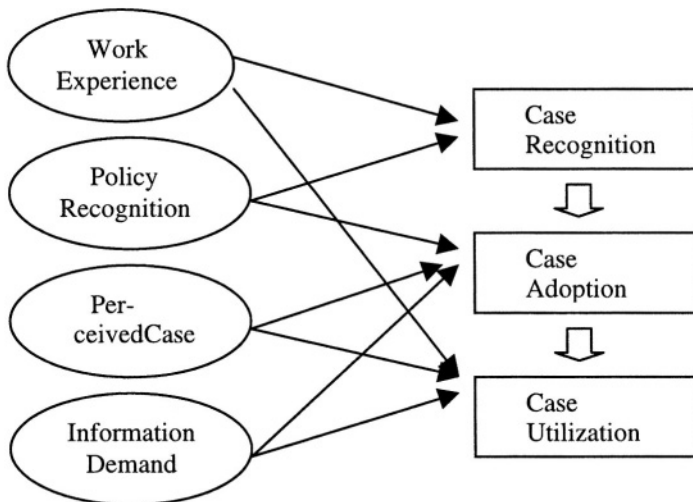 Work
Experience
Policy
Recognition
Per-
ceivedCase
Information
Demand
Case
Recognition
Case
Adoption
Case
Utilization